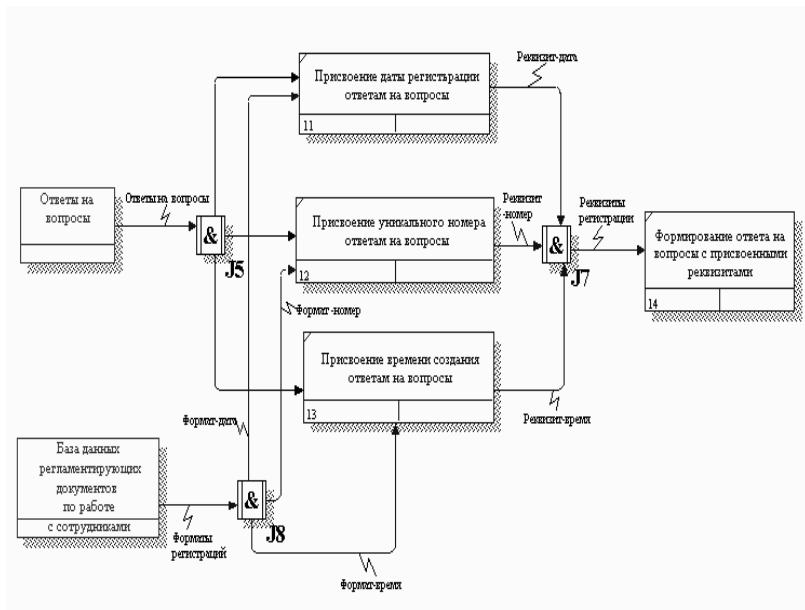 Реквизит-дата
Присвоение даты регистьрации
ответам на вопросы
11
Ответы на
вопросы
Ответы на вопросы
&
J5
Присвоение уникального номера
ответам на вопросы
12
Реквизит
-номер
&
J7
Реквизиты
регистрации
Формирование ответа на
вопросы с присвоенными
реквизитами
14
Формат -номер
Присвоение времени создания
ответам на вопросы
13
Формат-дата
Реквизит-время
База данных
регламентирующих
документов
по работе
с сотрудниками
Форматы
регистраций
&
J8
Формат-время